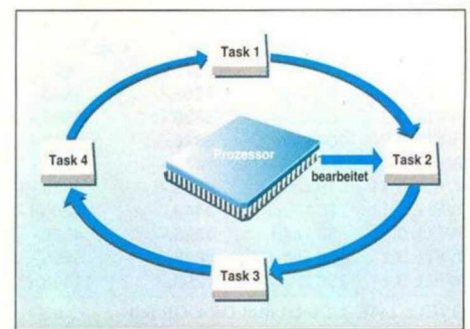 Task 1
Prozessor
Task 4
Task 2
bearbeitet
Task 3